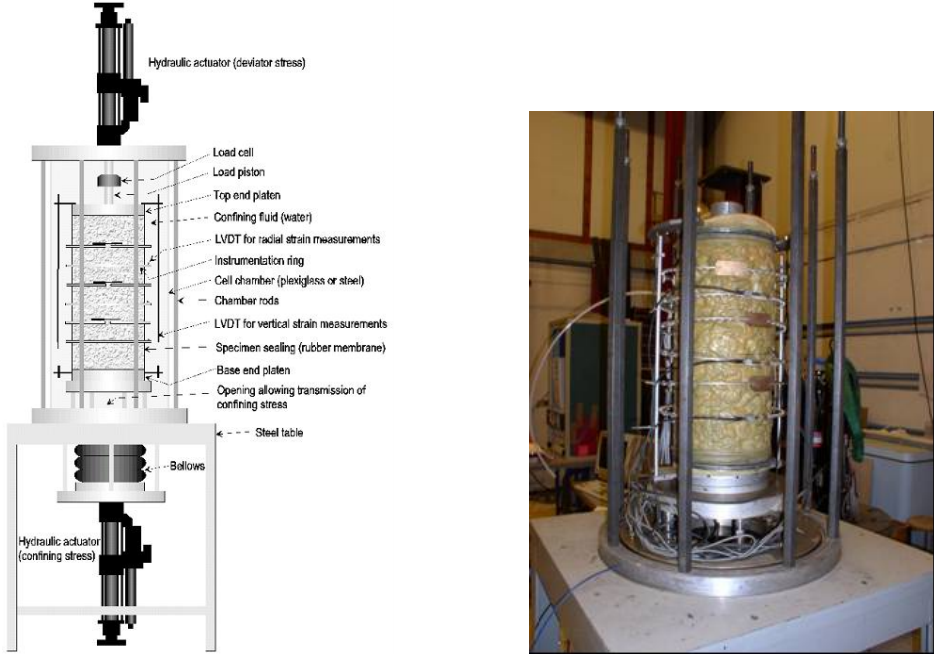 Hydraulic actuator (deviator stress)
Load cell
Load piston
Top end platen
Confining fluid (water)
LVDT for radial strain measurements
Instrumentation ring
Cell chamber (plexiglass or steel)
Chamber rods
LVDT for vertical strain measurements
Specimen sealing (rubber membrane)
Base end platen
Opening allowing transmission of
confining stress
Steel table
Bellows
Hydraulic actuator
(confining stress)